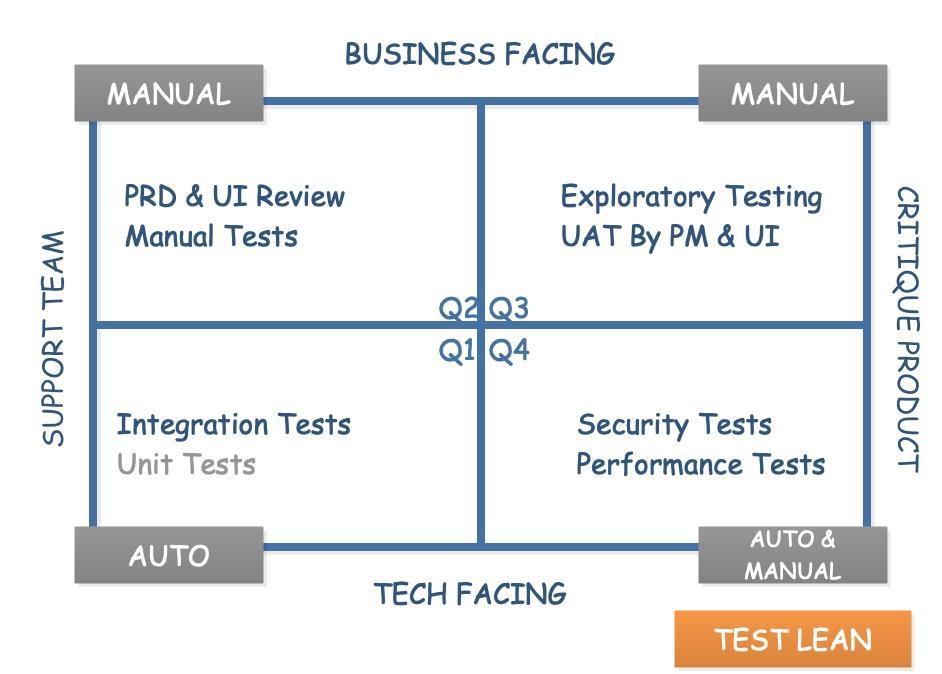 BUSINESS FACING
MANUAL
MANUAL
PRD & UI Review
Manual Tests
Exploratory Testing
UAT By PM & UI
SUPPORT TEAM
CRITIQUE PRODUCT
Q2 Q3
Q1 Q4
Integration Tests
Unit Tests
Security Tests
Performance Tests
AUTO
AUTO &
MANUAL
TECH FACING
TEST LEAN